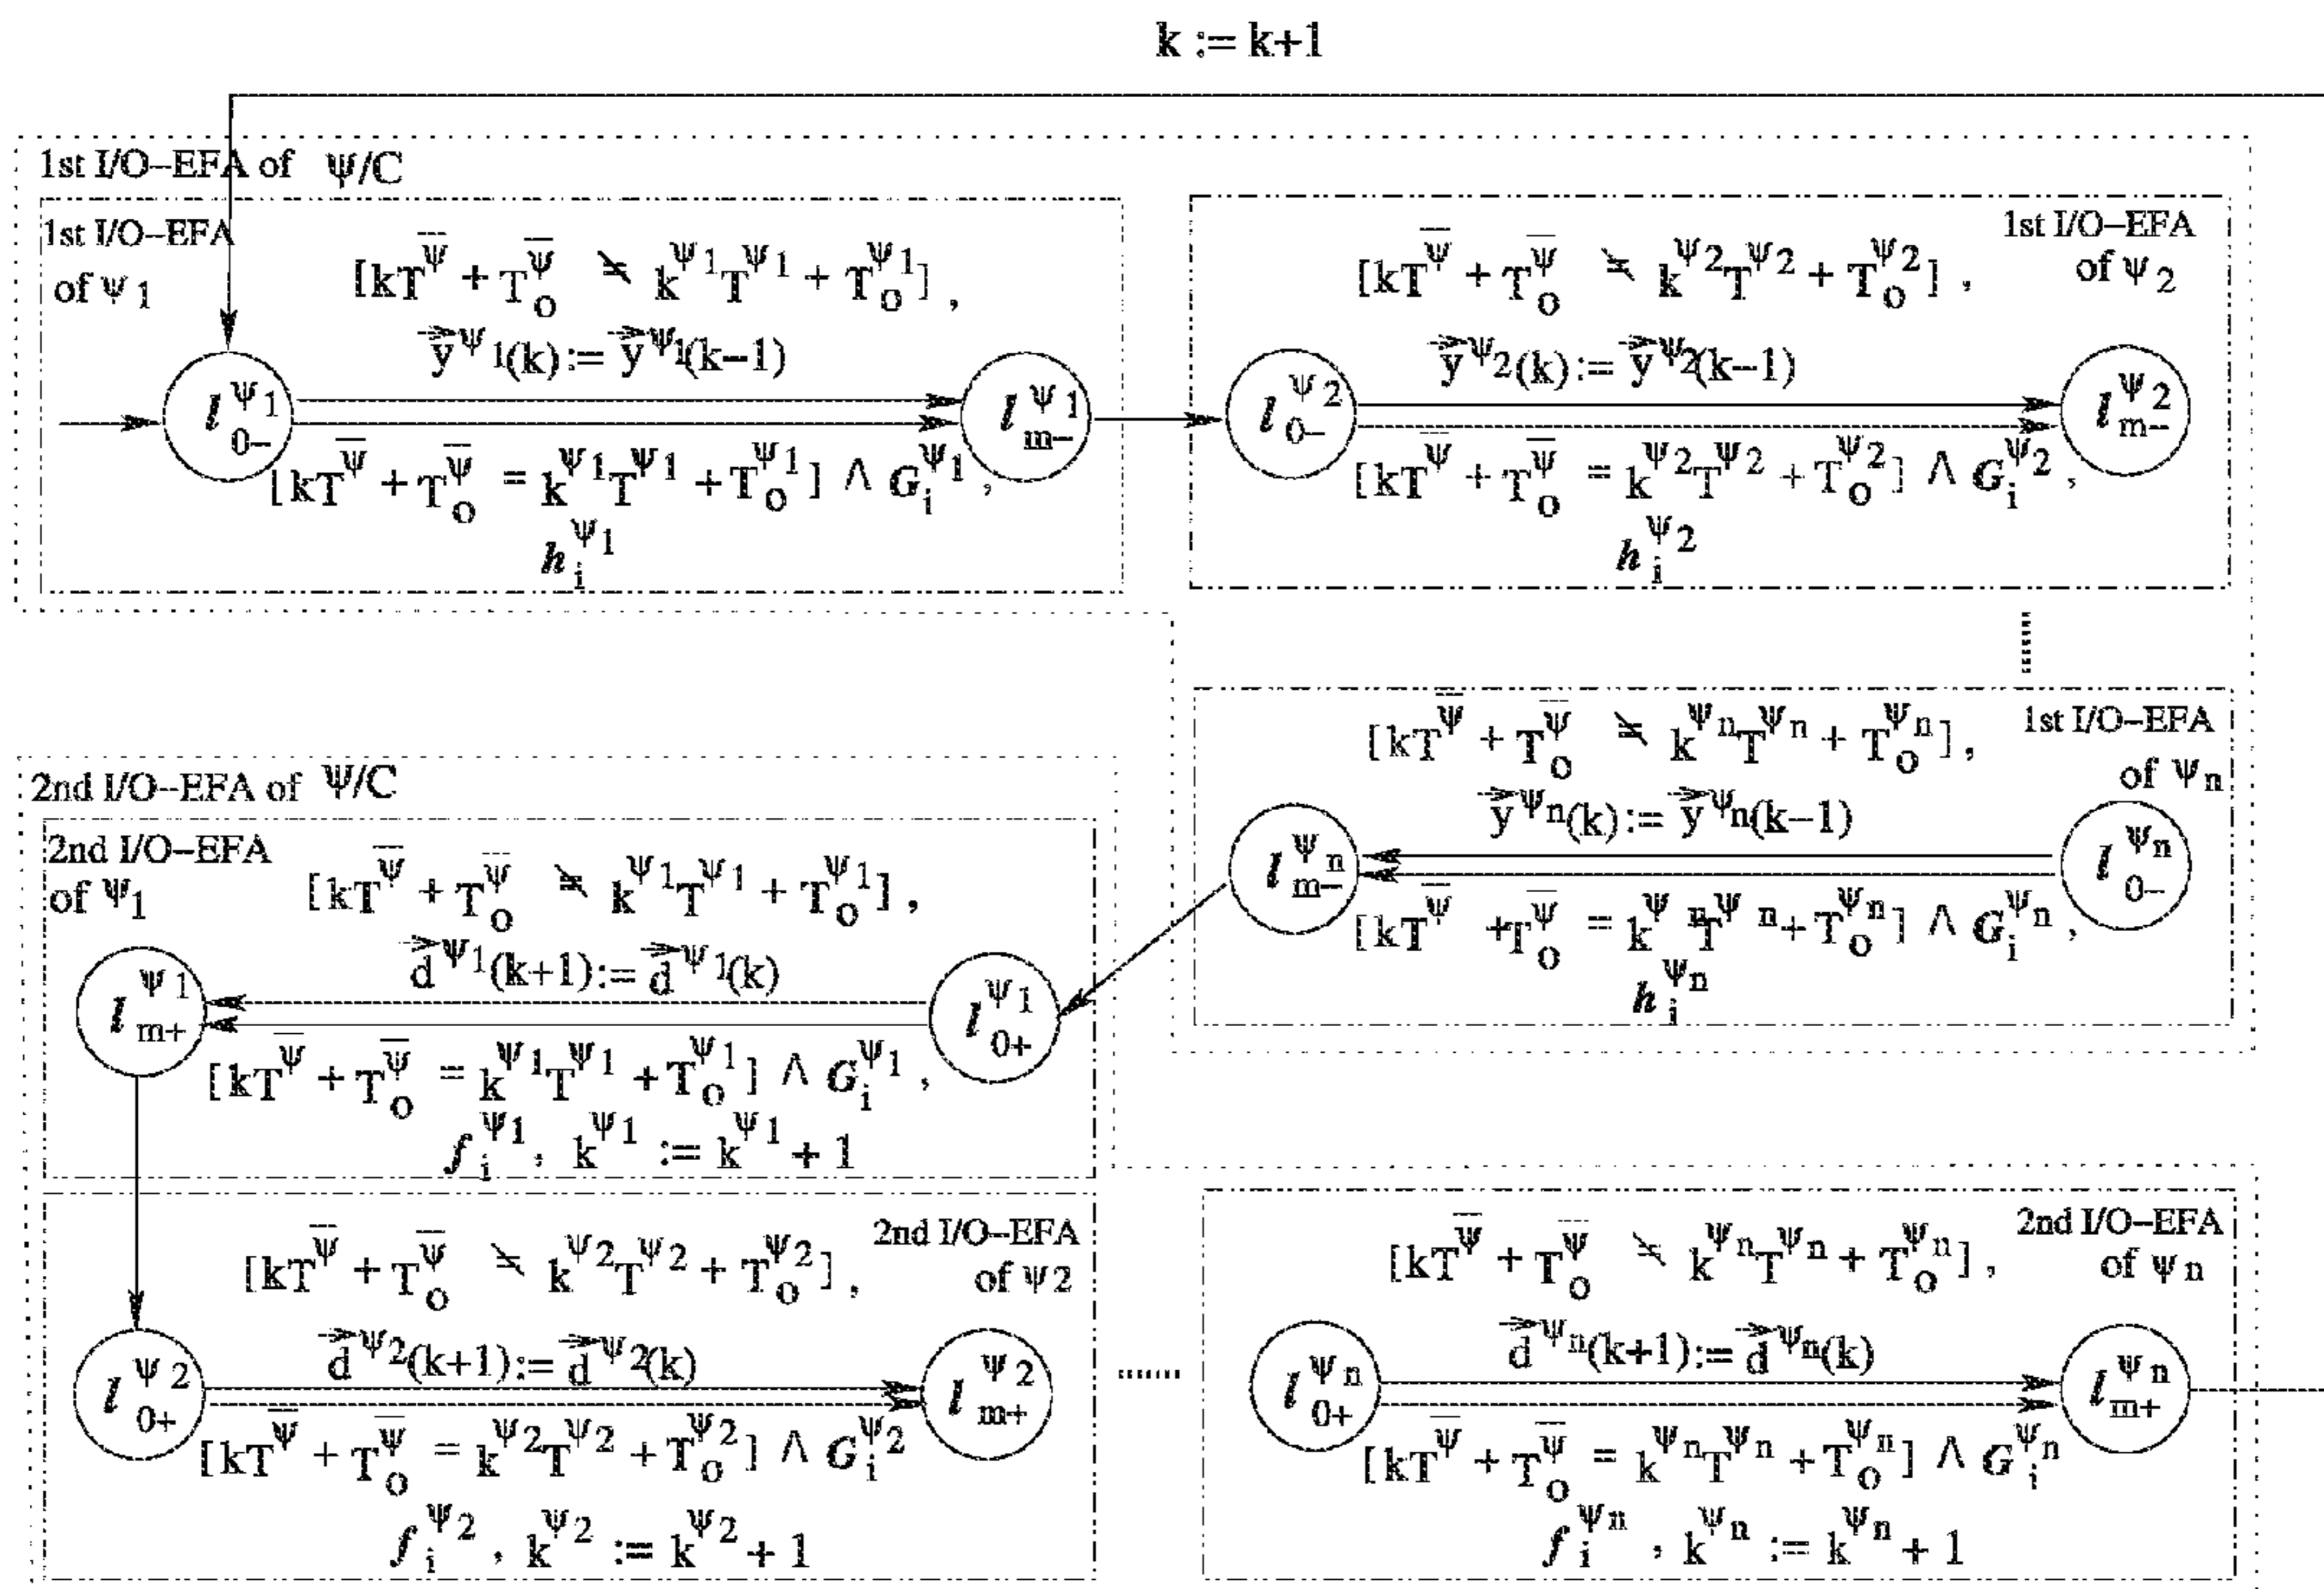 k := k+1
1st I/O–EFA of ψ/C
1st I/O–EFA
of ψ1
[kT^ψ̅ + T_o^ψ̅ ≠ k^ψ1 T^ψ1 + T_o^ψ1] ,
y⃗^ψ1(k) := y⃗^ψ1(k–1)
l_0–^ψ1
l_m–^ψ1
[kT^ψ̅ + T_o^ψ̅ = k^ψ1 T^ψ1 + T_o^ψ1] ∧ G_i^ψ1 ,
h_i^ψ1
1st I/O–EFA
of ψ2
[kT^ψ̅ + T_o^ψ̅ ≠ k^ψ2 T^ψ2 + T_o^ψ2] ,
y⃗^ψ2(k) := y⃗^ψ2(k–1)
l_0–^ψ2
l_m–^ψ2
[kT^ψ̅ + T_o^ψ̅ = k^ψ2 T^ψ2 + T_o^ψ2] ∧ G_i^ψ2 ,
h_i^ψ2
1st I/O–EFA
of ψn
[kT^ψ̅ + T_o^ψ̅ ≠ k^ψn T^ψn + T_o^ψn] ,
y⃗^ψn(k) := y⃗^ψn(k–1)
l_m–^ψn
l_0–^ψn
[kT^ψ̅ + T_o^ψ̅ = k^ψn T^ψn + T_o^ψn] ∧ G_i^ψn ,
h_i^ψn
2nd I/O–EFA of ψ/C
2nd I/O–EFA
of ψ1
[kT^ψ̅ + T_o^ψ̅ ≠ k^ψ1 T^ψ1 + T_o^ψ1] ,
d⃗^ψ1(k+1) := d⃗^ψ1(k)
l_m+^ψ1
l_0+^ψ1
[kT^ψ̅ + T_o^ψ̅ = k^ψ1 T^ψ1 + T_o^ψ1] ∧ G_i^ψ1 ,
f_i^ψ1 , k^ψ1 := k^ψ1 + 1
2nd I/O–EFA
of ψ2
[kT^ψ̅ + T_o^ψ̅ ≠ k^ψ2 T^ψ2 + T_o^ψ2] ,
d⃗^ψ2(k+1) := d⃗^ψ2(k)
l_0+^ψ2
l_m+^ψ2
[kT^ψ̅ + T_o^ψ̅ = k^ψ2 T^ψ2 + T_o^ψ2] ∧ G_i^ψ2
f_i^ψ2 , k^ψ2 := k^ψ2 + 1
2nd I/O–EFA
of ψn
[kT^ψ̅ + T_o^ψ̅ ≠ k^ψn T^ψn + T_o^ψn] ,
d⃗^ψn(k+1) := d⃗^ψn(k)
l_0+^ψn
l_m+^ψn
[kT^ψ̅ + T_o^ψ̅ = k^ψn T^ψn + T_o^ψn] ∧ G_i^ψn
f_i^ψn , k^ψn := k^ψn + 1